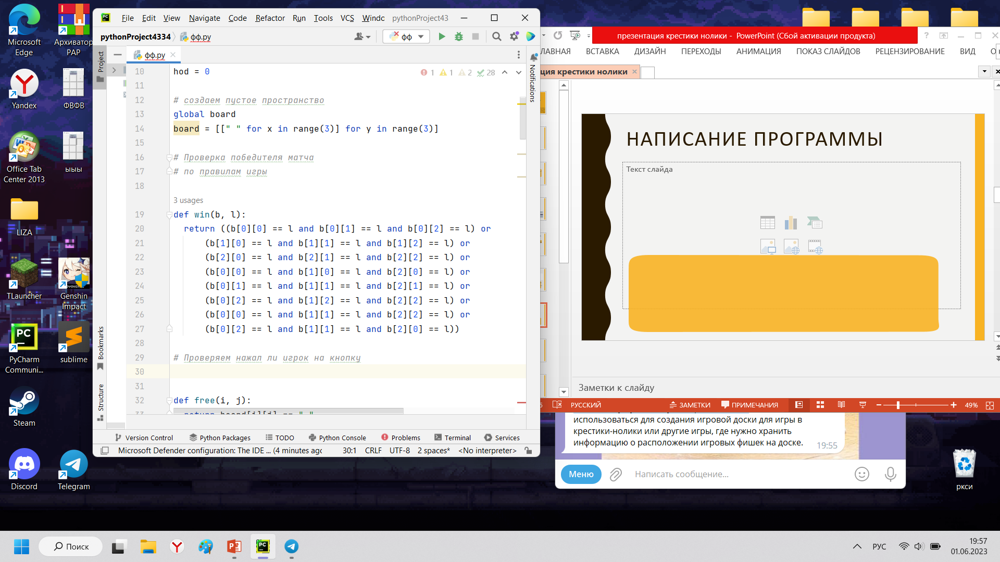 Microsoft Edge
Архиватор РАР
Yandex
ФВФВ
Office Tab Center 2013
ыыы
LIZA
TLauncher
Genshin Impact
PyCharm Communi...
sublime
Steam
Discord
Telegram
File Edit View Navigate Code Refactor Run Tools VCS Windo pythonProject43
pythonProject4334 фф.py
фф
Project
фф.py
Notifications
1 1 2 28
10 hod = 0
11
12 # создаем пустое пространство
13 global board
14 board = [[" " for x in range(3)] for y in range(3)]
15
16 # Проверка победителя матча
17 # по правилам игры
18
3 usages
19 def win(b, l):
20 return ((b[0][0] == l and b[0][1] == l and b[0][2] == l) or
21 (b[1][0] == l and b[1][1] == l and b[1][2] == l) or
22 (b[2][0] == l and b[2][1] == l and b[2][2] == l) or
23 (b[0][0] == l and b[1][0] == l and b[2][0] == l) or
24 (b[0][1] == l and b[1][1] == l and b[2][1] == l) or
25 (b[0][2] == l and b[1][2] == l and b[2][2] == l) or
26 (b[0][0] == l and b[1][1] == l and b[2][2] == l) or
27 (b[0][2] == l and b[1][1] == l and b[2][0] == l))
28
29 # Проверяем нажал ли игрок на кнопку
30
31
32 def free(i, j):
33 return board[i][j] == " "
Bookmarks
Structure
Version Control Python Packages TODO Python Console Problems Terminal Services
Microsoft Defender configuration: The IDE ... (4 minutes ago 30:1 CRLF UTF-8 2 spaces* <No interpreter>
презентация крестики нолики - PowerPoint (Сбой активации продукта)
ЛАВНАЯ ВСТАВКА ДИЗАЙН ПЕРЕХОДЫ АНИМАЦИЯ ПОКАЗ СЛАЙДОВ РЕЦЕНЗИРОВАНИЕ ВИД
ция крестики нолики
НАПИСАНИЕ ПРОГРАММЫ
Текст слайда
Заметки к слайду
РУССКИЙ ЗАМЕТКИ ПРИМЕЧАНИЯ 49%
использоваться для создания игровой доски для игры в
крестики-нолики или другие игры, где нужно хранить
информацию о расположении игровых фишек на доске.
19:55
Меню Написать сообщение...
ркси
Поиск
РУС
19:57
01.06.2023